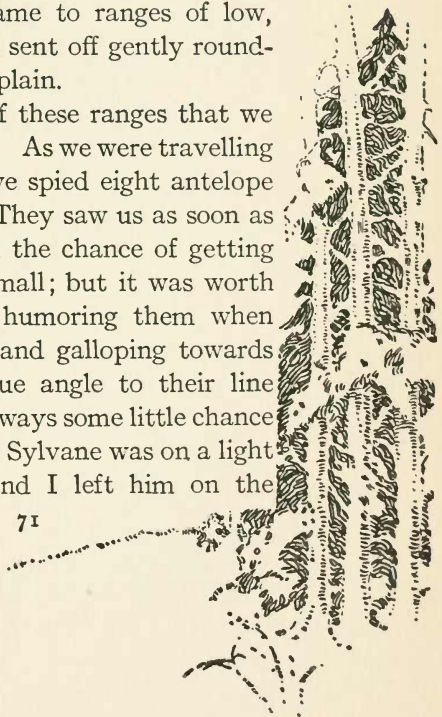 ame to ranges of low,
sent off gently round-
plain.
f these ranges that we
As we were travelling
ve spied eight antelope
They saw us as soon as
the chance of getting
mall; but it was worth
humoring them when
and galloping towards
ue angle to their line
ways some little chance
Sylvane was on a light
nd I left him on the
71